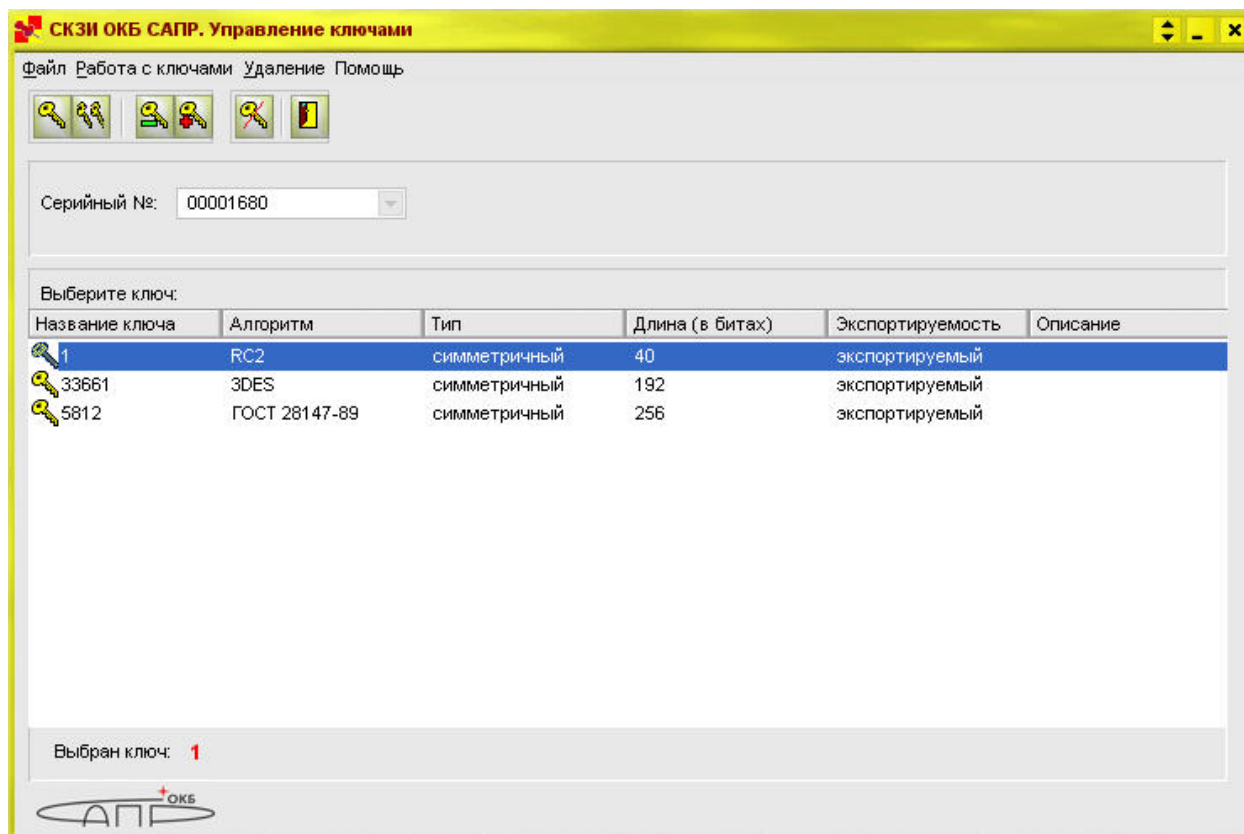 СКЗИ ОКБ САПР. Управление ключами
Файл Работа с ключами Удаление Помощь
Серийный №: 00001680
Выберите ключ:
Название ключа Алгоритм Тип Длина (в битах) Экспортируемость Описание
1 RC2 симметричный 40 экспортируемый
33661 3DES симметричный 192 экспортируемый
5812 ГОСТ 28147-89 симметричный 256 экспортируемый
Выбран ключ: 1
САПР ОКБ